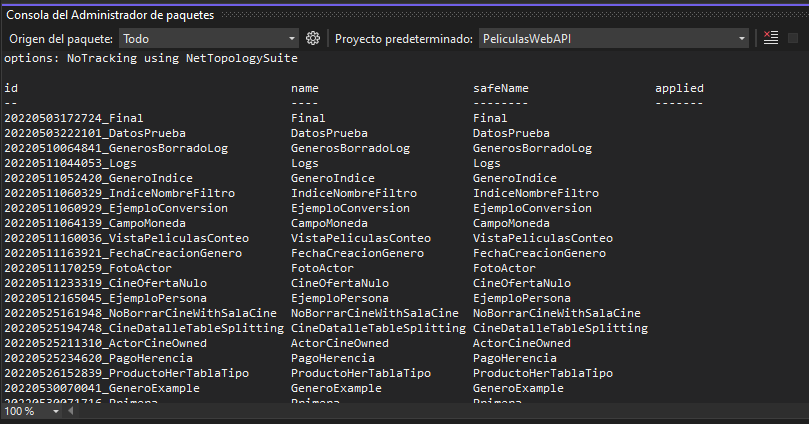 Consola del Administrador de paquetes
Origen del paquete: Todo Proyecto predeterminado: PeliculasWebAPI
options: NoTracking using NetTopologySuite
id name safeName applied
-- ---- -------- -------
20220503172724_Final Final Final
20220503222101_DatosPrueba DatosPrueba DatosPrueba
20220510064841_GenerosBorradoLog GenerosBorradoLog GenerosBorradoLog
20220511044053_Logs Logs Logs
20220511052420_GeneroIndice GeneroIndice GeneroIndice
20220511060329_IndiceNombreFiltro IndiceNombreFiltro IndiceNombreFiltro
20220511060929_EjemploConversion EjemploConversion EjemploConversion
20220511064139_CampoMoneda CampoMoneda CampoMoneda
20220511160036_VistaPeliculasConteo VistaPeliculasConteo VistaPeliculasConteo
20220511163921_FechaCreacionGenero FechaCreacionGenero FechaCreacionGenero
20220511170259_FotoActor FotoActor FotoActor
20220511233319_CineOfertaNulo CineOfertaNulo CineOfertaNulo
20220512165045_EjemploPersona EjemploPersona EjemploPersona
20220525161948_NoBorrarCineWithSalaCine NoBorrarCineWithSalaCine NoBorrarCineWithSalaCine
20220525194748_CineDatalleTableSplitting CineDatalleTableSplitting CineDatalleTableSplitting
20220525211310_ActorCineOwned ActorCineOwned ActorCineOwned
20220525234620_PagoHerencia PagoHerencia PagoHerencia
20220526152839_ProductoHerTablaTipo ProductoHerTablaTipo ProductoHerTablaTipo
20220530070041_GeneroExample GeneroExample GeneroExample
100 %